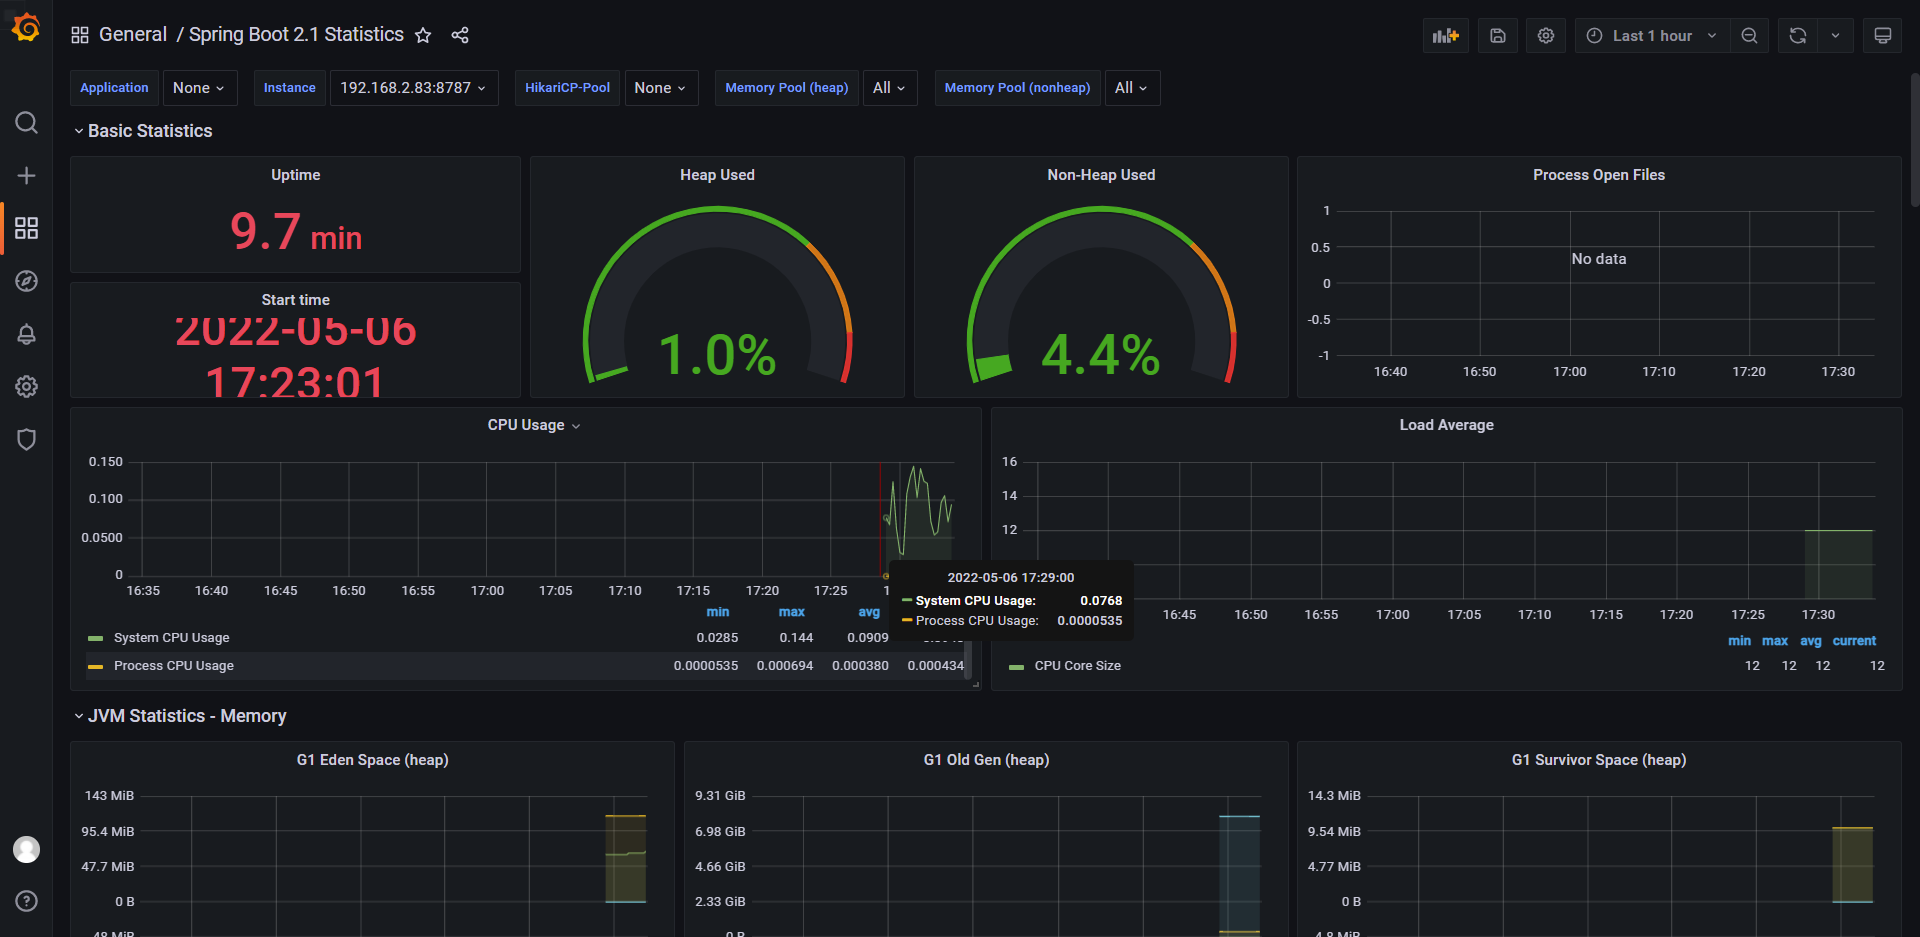 General / Spring Boot 2.1 Statistics
Last 1 hour
Application None Instance 192.168.2.83:8787 HikariCP-Pool None Memory Pool (heap) All Memory Pool (nonheap) All
Basic Statistics
Uptime
9.7 min
Start time
2022-05-06
17:23:01
Heap Used
1.0%
Non-Heap Used
4.4%
Process Open Files
1
0.5
0
-0.5
-1
No data
16:40 16:50 17:00 17:10 17:20 17:30
CPU Usage
0.150
0.100
0.0500
0
16:35 16:40 16:45 16:50 16:55 17:00 17:05 17:10 17:15 17:20 17:25
min max avg
System CPU Usage 0.0285 0.144 0.0909
Process CPU Usage 0.0000535 0.000694 0.000380 0.000434
2022-05-06 17:29:00
System CPU Usage: 0.0768
Process CPU Usage: 0.0000535
Load Average
16
14
12
16:45 16:50 16:55 17:00 17:05 17:10 17:15 17:20 17:25 17:30
min max avg current
CPU Core Size 12 12 12 12
JVM Statistics - Memory
G1 Eden Space (heap)
143 MiB
95.4 MiB
47.7 MiB
0 B
48 MiB
G1 Old Gen (heap)
9.31 GiB
6.98 GiB
4.66 GiB
2.33 GiB
0 B
G1 Survivor Space (heap)
14.3 MiB
9.54 MiB
4.77 MiB
0 B
4.8 MiB